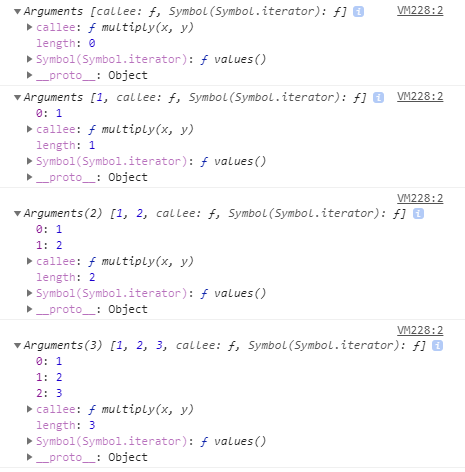 ▼Arguments [callee: ƒ, Symbol(Symbol.iterator): ƒ] i VM228:2
▶callee: ƒ multiply(x, y)
length: 0
▶Symbol(Symbol.iterator): ƒ values()
▶__proto__: Object
▼Arguments [1, callee: ƒ, Symbol(Symbol.iterator): ƒ] i VM228:2
0: 1
▶callee: ƒ multiply(x, y)
length: 1
▶Symbol(Symbol.iterator): ƒ values()
▶__proto__: Object
VM228:2
▼Arguments(2) [1, 2, callee: ƒ, Symbol(Symbol.iterator): ƒ] i
0: 1
1: 2
▶callee: ƒ multiply(x, y)
length: 2
▶Symbol(Symbol.iterator): ƒ values()
▶__proto__: Object
VM228:2
▼Arguments(3) [1, 2, 3, callee: ƒ, Symbol(Symbol.iterator): ƒ] i
0: 1
1: 2
2: 3
▶callee: ƒ multiply(x, y)
length: 3
▶Symbol(Symbol.iterator): ƒ values()
▶__proto__: Object